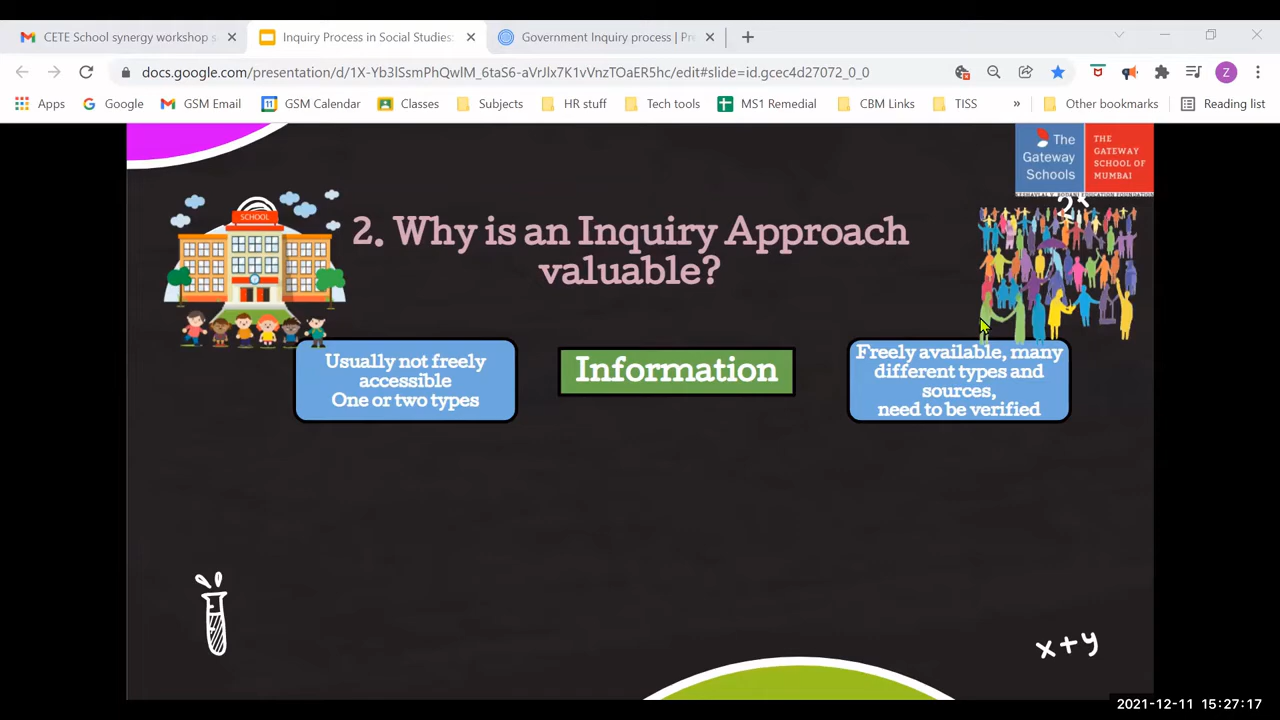 CETE School synergy workshop s
Inquiry Process in Social Studies:
Government Inquiry process | Pre
docs.google.com/presentation/d/1X-Yb31SsmPhQwlM_6taS6-aVrJlx7K1vVnzTOaER5hc/edit#slide=id.gcec4d27072_0_0
Z
Apps
Google
GSM Email
GSM Calendar
Classes
Subjects
HR stuff
Tech tools
MS1 Remedial
CBM Links
TISS
»
Other bookmarks
Reading list
The
Gateway
Schools
THE
GATEWAY
SCHOOL OF
MUMBAI
SCHOOL
2. Why is an Inquiry Approach
valuable?
Usually not freely
accessible
One or two types
Information
Freely available, many
different types and
sources,
need to be verified
x+y
2021-12-11 15:27:17